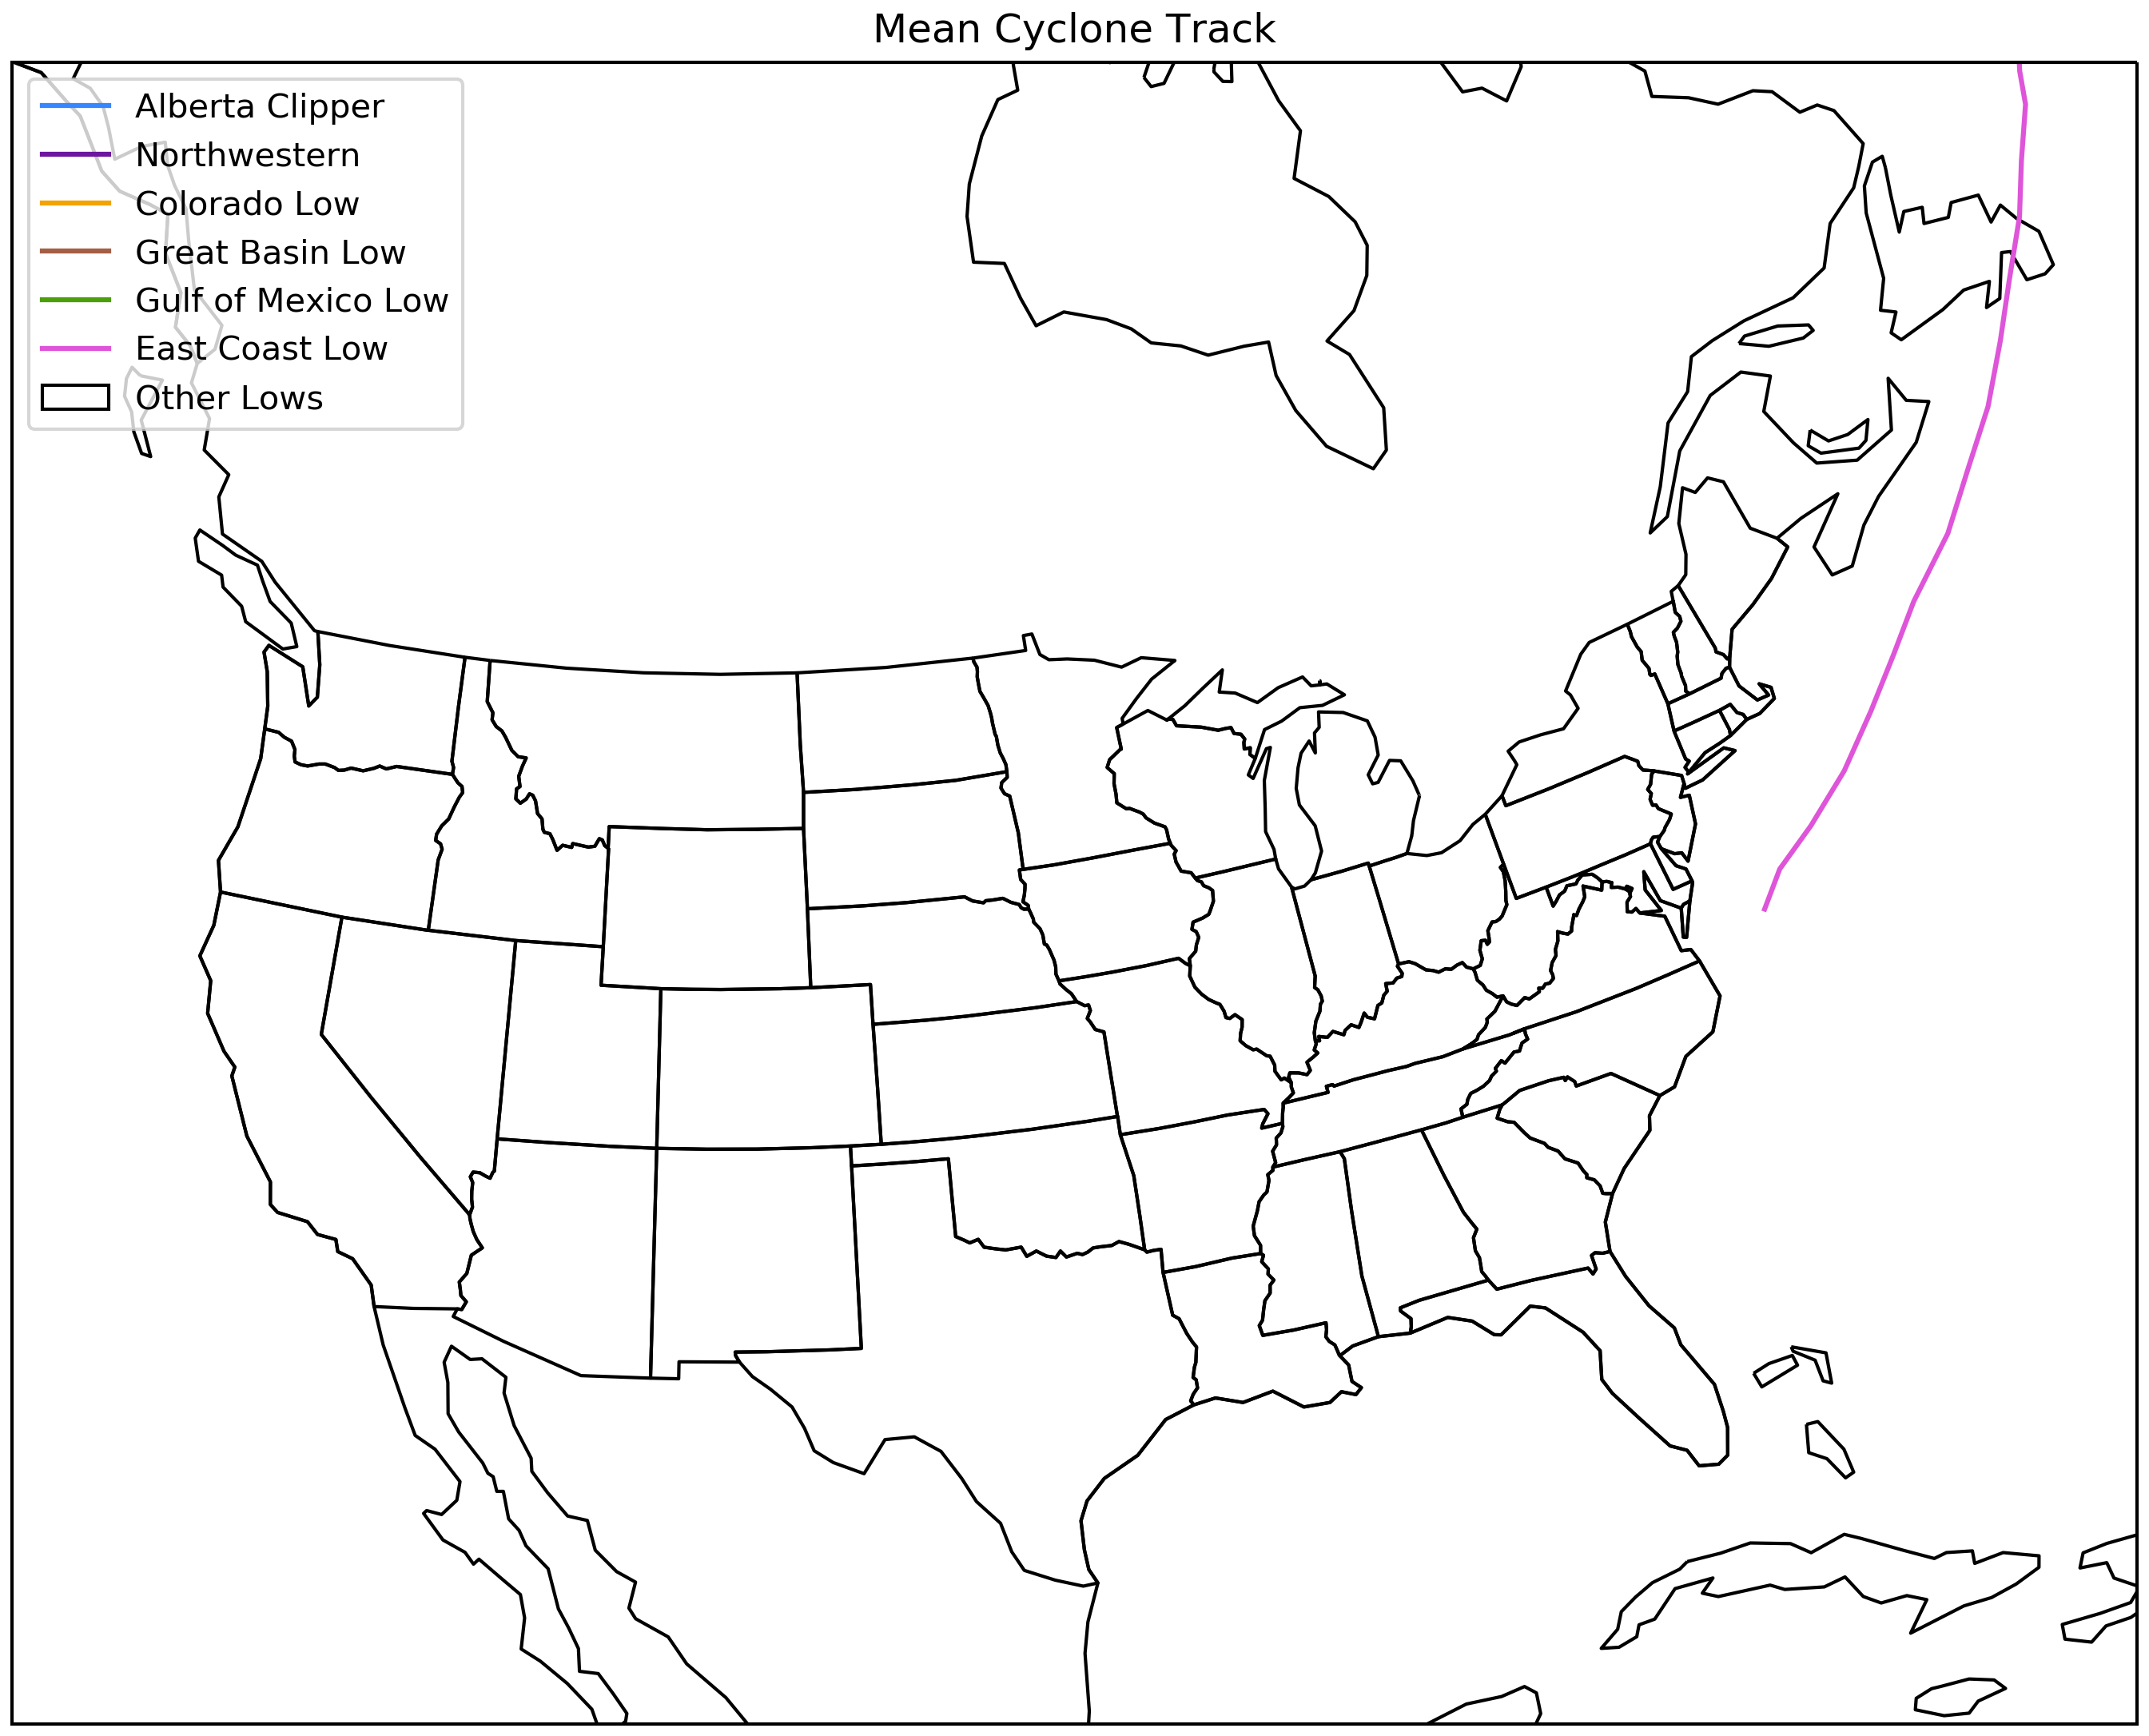 Mean Cyclone Track
Alberta Clipper
Northwestern
Colorado Low
Great Basin Low
Gulf of Mexico Low
East Coast Low
Other Lows